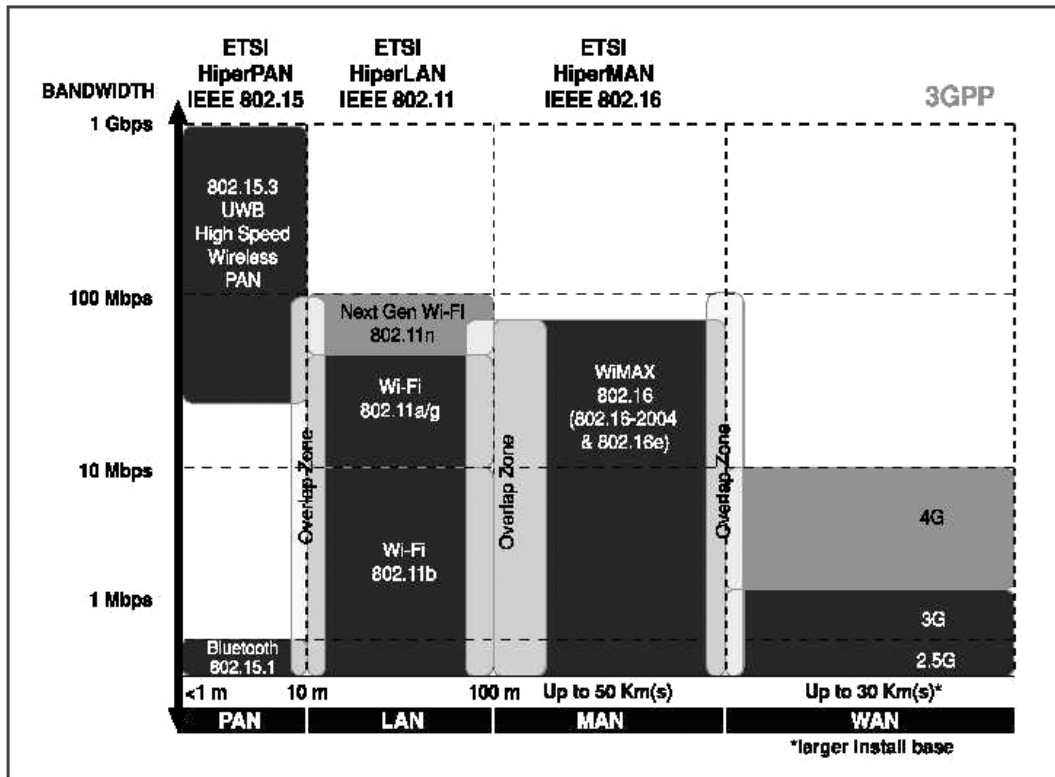 ETSI
HiperPAN
IEEE 802.15
ETSI
HiperLAN
IEEE 802.11
ETSI
HiperMAN
IEEE 802.16
3GPP
BANDWIDTH
1 Gbps
100 Mbps
10 Mbps
1 Mbps
802.15.3
UWB
High Speed
Wireless
PAN
Bluetooth
802.15.1
Overlap Zone
Next Gen Wi-Fi
802.11n
Wi-Fi
802.11a/g
Wi-Fi
802.11b
Overlap Zone
WiMAX
802.16
(802.16-2004
& 802.16e)
Overlap Zone
4G
3G
2.5G
<1 m
10 m
100 m
Up to 50 Km(s)
Up to 30 Km(s)*
PAN
LAN
MAN
WAN
*larger install base